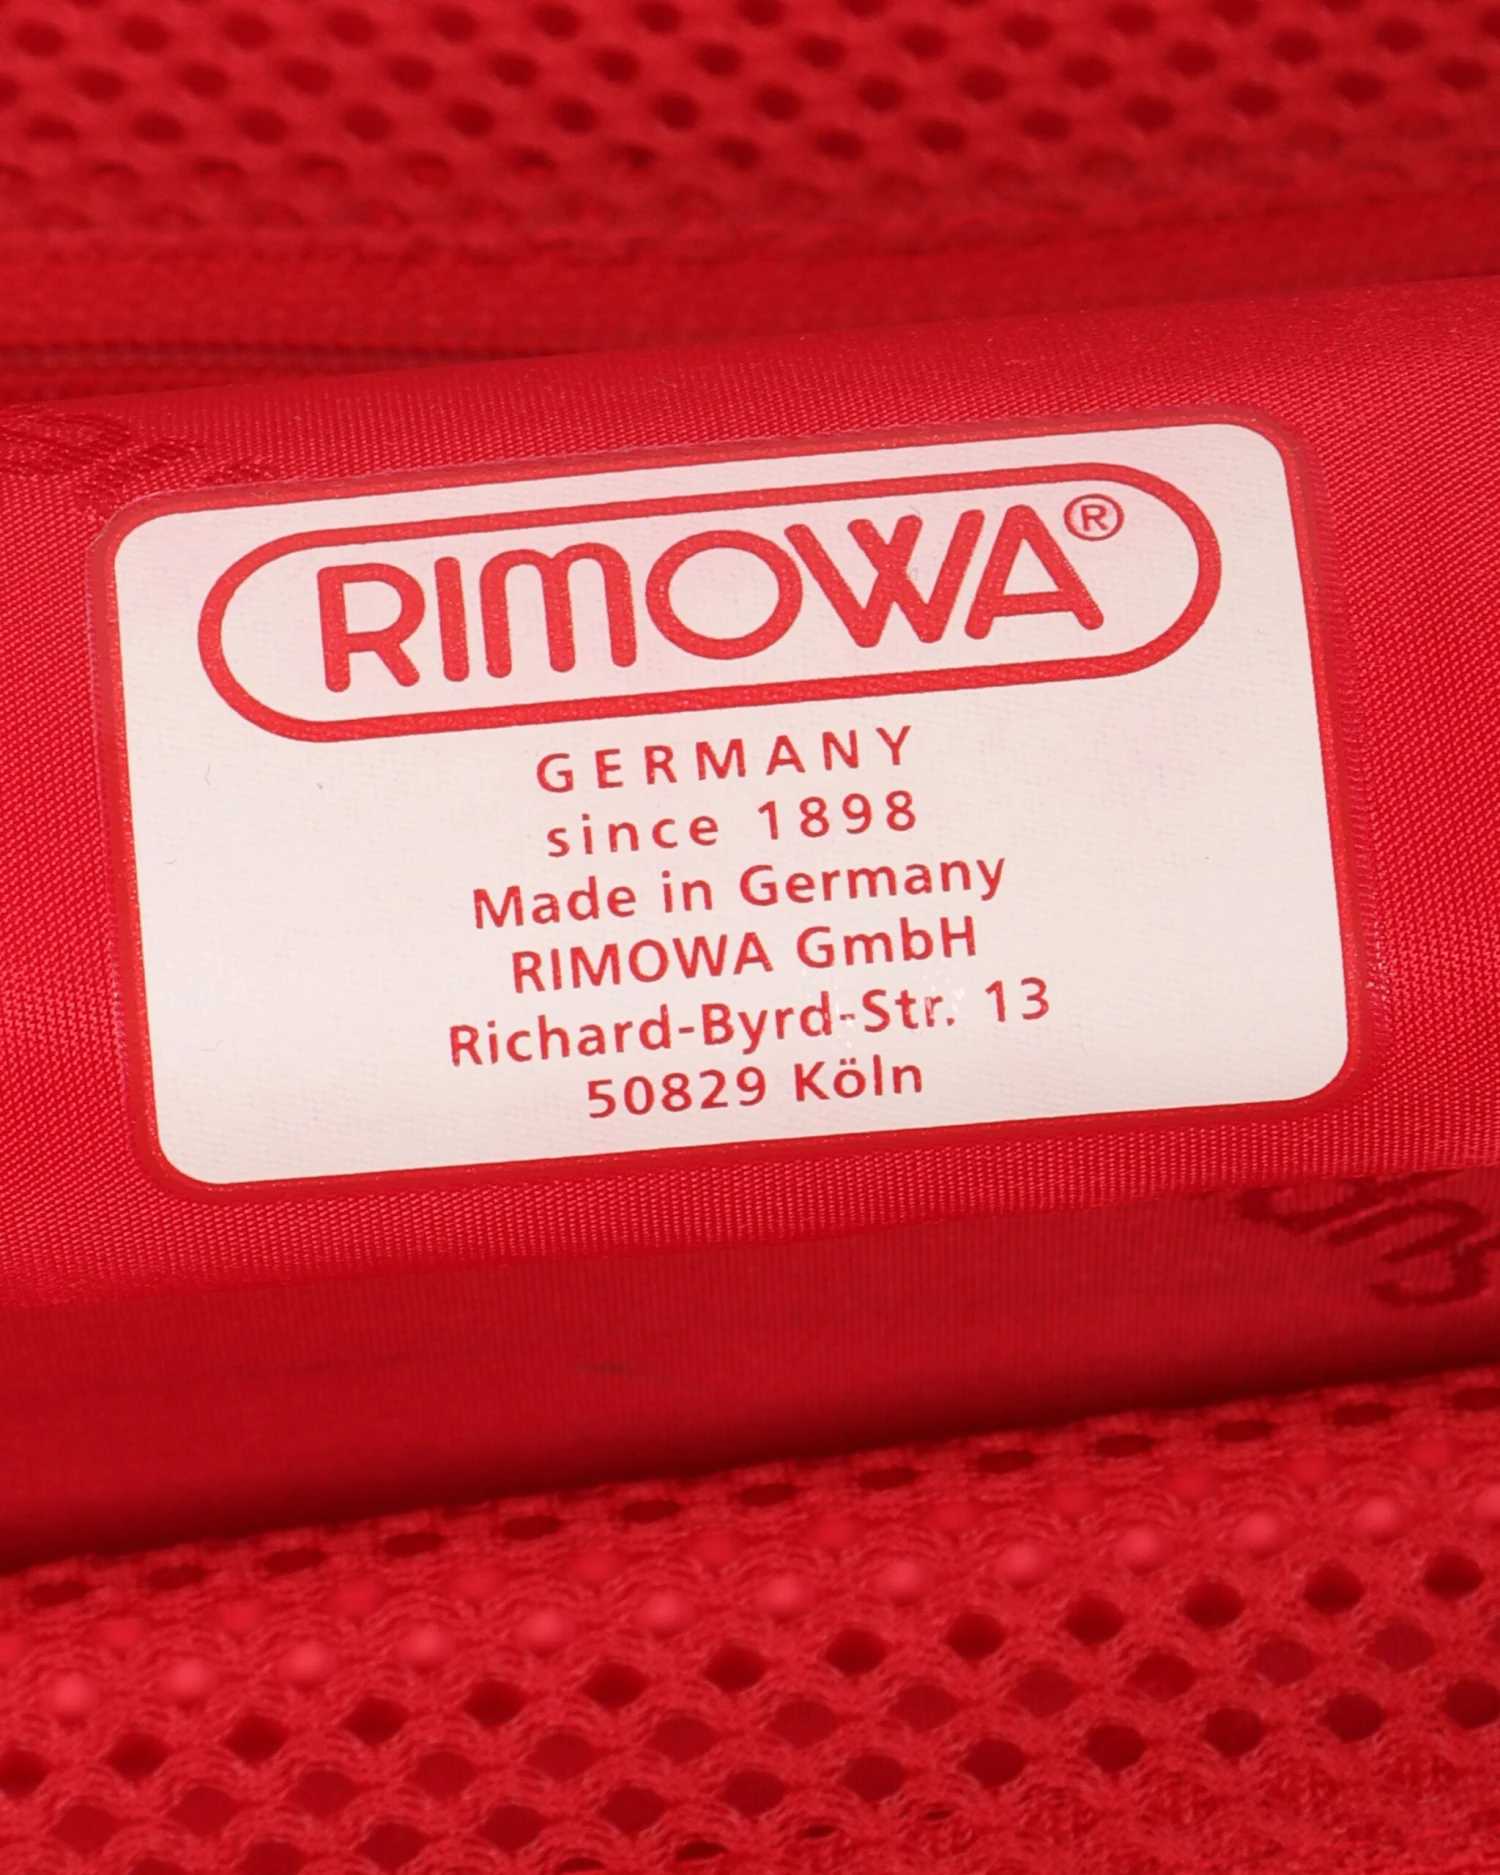 RIMOWA®
GERMANY
since 1898
Made in Germany
RIMOWA GmbH
Richard-Byrd-Str. 13
50829 Köln